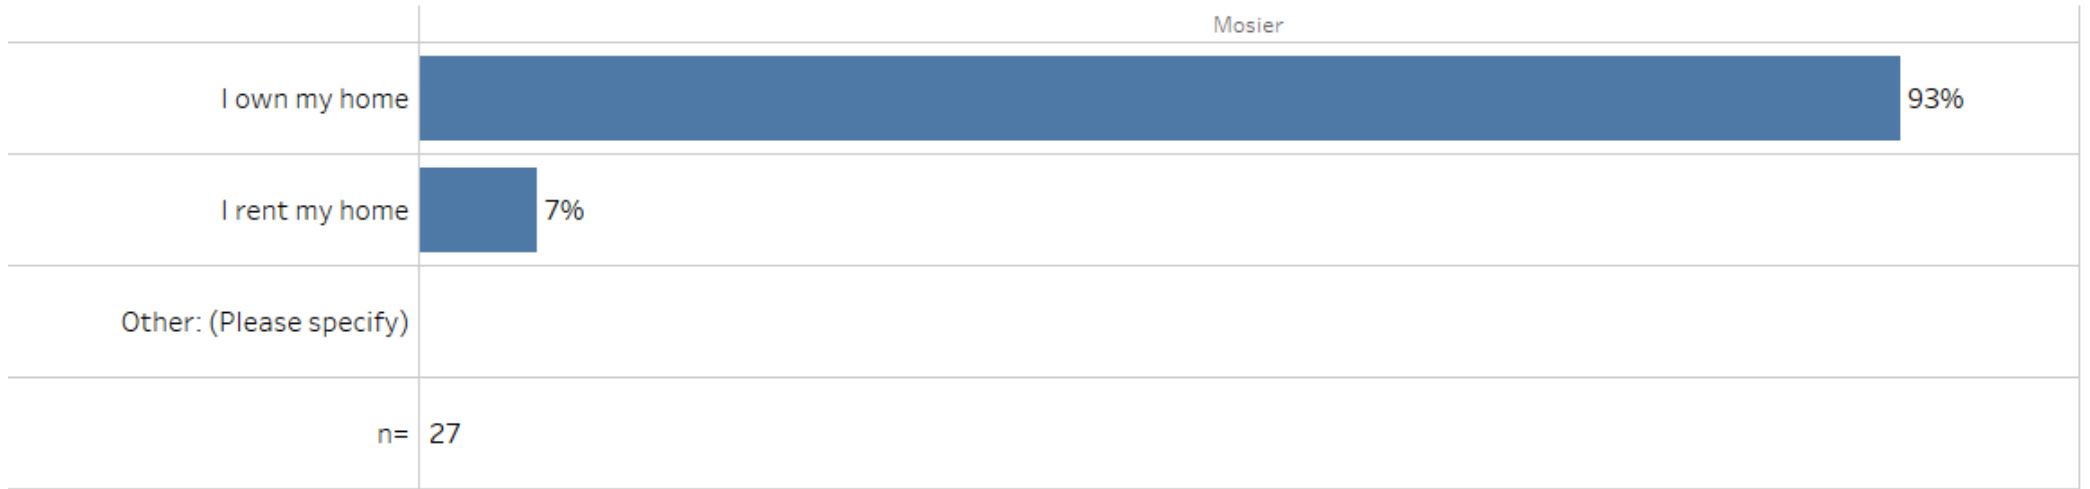 Mosier
I own my home 93%
I rent my home 7%
Other: (Please specify)
n= 27